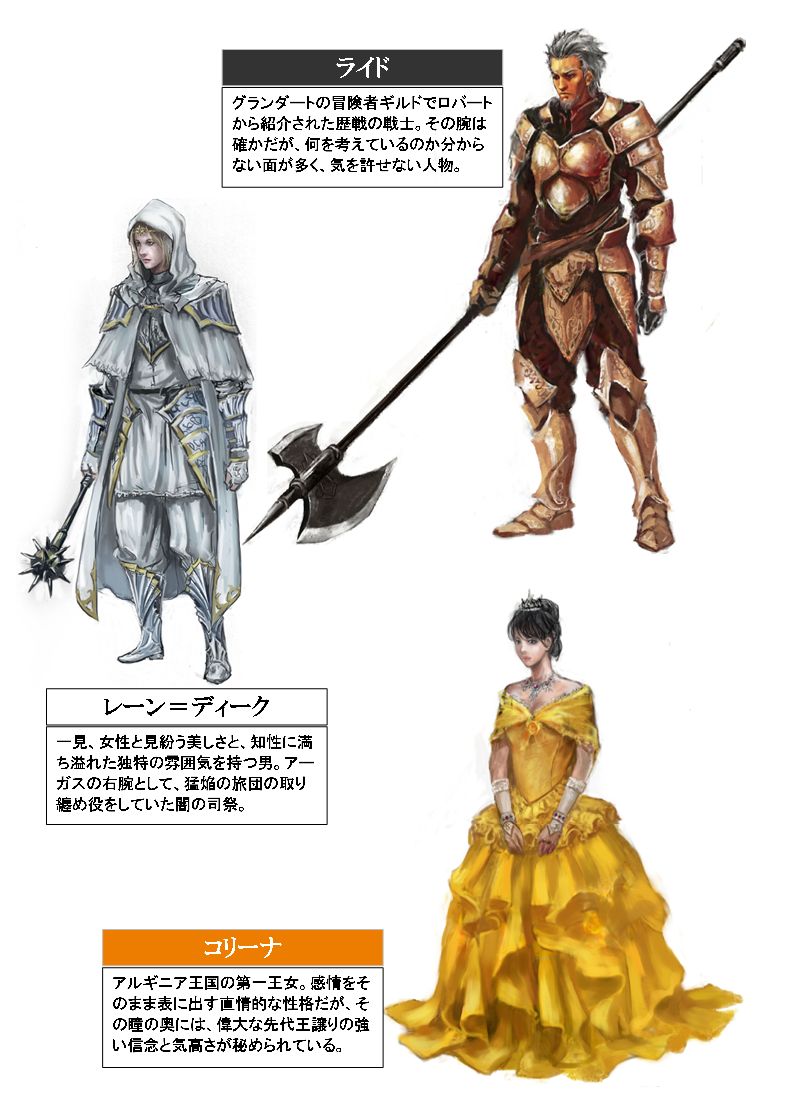 ライド
グランダートの冒険者ギルドでロバート
から紹介された歴戦の戦士。その腕は
確かだが、何を考えているのか分から
ない面が多く、気を許せない人物。
レーン＝ディーク
一見、女性と見紛う美しさと、知性に満
ち溢れた独特の雰囲気を持つ男。アー
ガスの右腕として、猛焔の旅団の取り
纏め役をしていた闇の司祭。
コリーナ
アルギニア王国の第一王女。感情をそ
のまま表に出す直情的な性格だが、そ
の瞳の奥には、偉大な先代王譲りの強
い信念と気高さが秘められている。